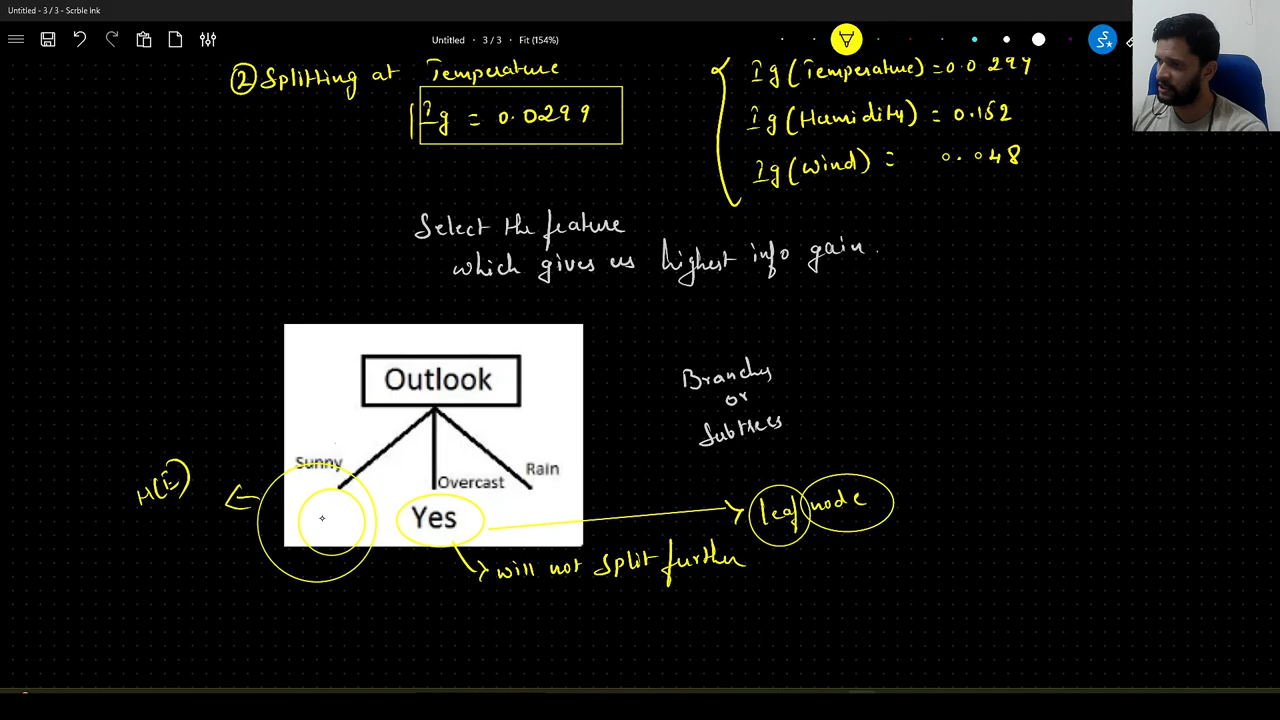 Untitled - 3 / 3 - Scrble Ink
Untitled • 3 / 3 • Fit (154%)
② Splitting at Temperature
Ig = 0.0299
Ig (Temperature) = 0.0299
Ig (Humidity) = 0.152
Ig (wind) = 0.048
Select the feature
which gives us highest info gain.
Outlook
Sunny
Overcast
Rain
Yes
Branches
or
Subtrees
H(E)
leaf node
will not split further